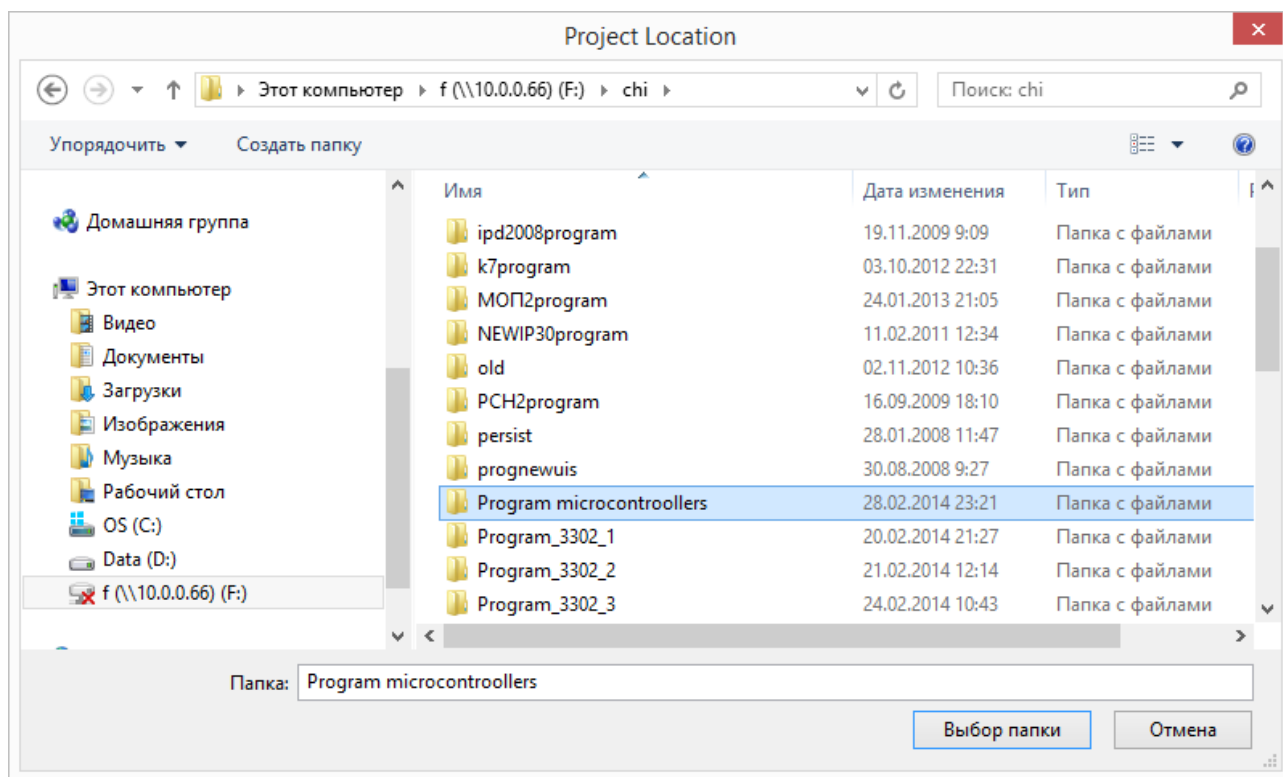 Project Location
Этот компьютер f (\\10.0.0.66) (F:) chi Поиск: chi
Упорядочить Создать папку
Имя Дата изменения Тип
Домашняя группа
Этот компьютер
Видео
Документы
Загрузки
Изображения
Музыка
Рабочий стол
OS (C:)
Data (D:)
f (\\10.0.0.66) (F:)
ipd2008program 19.11.2009 9:09 Папка с файлами
k7program 03.10.2012 22:31 Папка с файлами
МОП2program 24.01.2013 21:05 Папка с файлами
NEWIP30program 11.02.2011 12:34 Папка с файлами
old 02.11.2012 10:36 Папка с файлами
PCH2program 16.09.2009 18:10 Папка с файлами
persist 28.01.2008 11:47 Папка с файлами
prognewuis 30.08.2008 9:27 Папка с файлами
Program microcontroollers 28.02.2014 23:21 Папка с файлами
Program_3302_1 20.02.2014 21:27 Папка с файлами
Program_3302_2 21.02.2014 12:14 Папка с файлами
Program_3302_3 24.02.2014 10:43 Папка с файлами
Папка: Program microcontroollers
Выбор папки Отмена